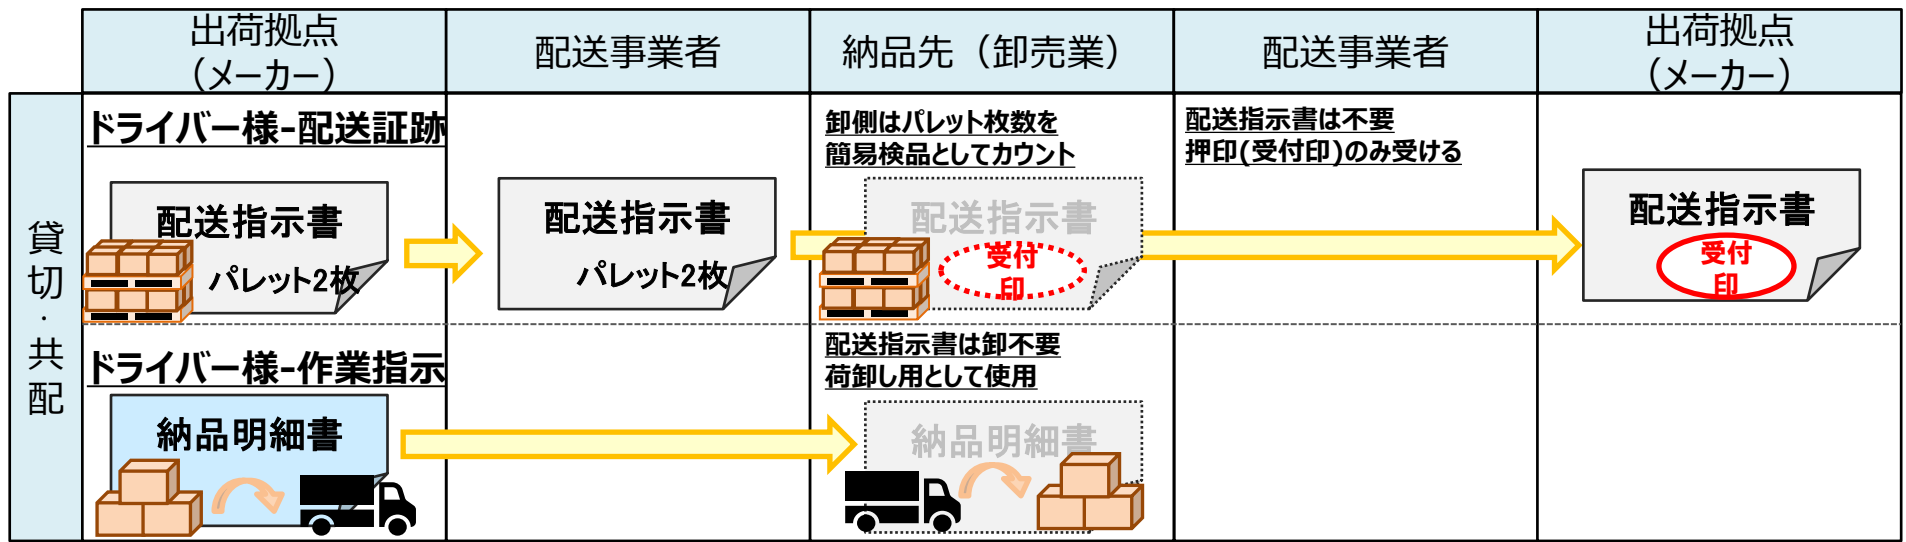 出荷拠点
（メーカー）
配送事業者
納品先（卸売業）
配送事業者
出荷拠点
（メーカー）
貸切・共配
ドライバー様-配送証跡
配送指示書
パレット2枚
配送指示書
パレット2枚
卸側はパレット枚数を
簡易検品としてカウント
配送指示書
受付
印
配送指示書は不要
押印(受付印)のみ受ける
配送指示書
受付
印
ドライバー様-作業指示
納品明細書
配送指示書は卸不要
荷卸し用として使用
納品明細書